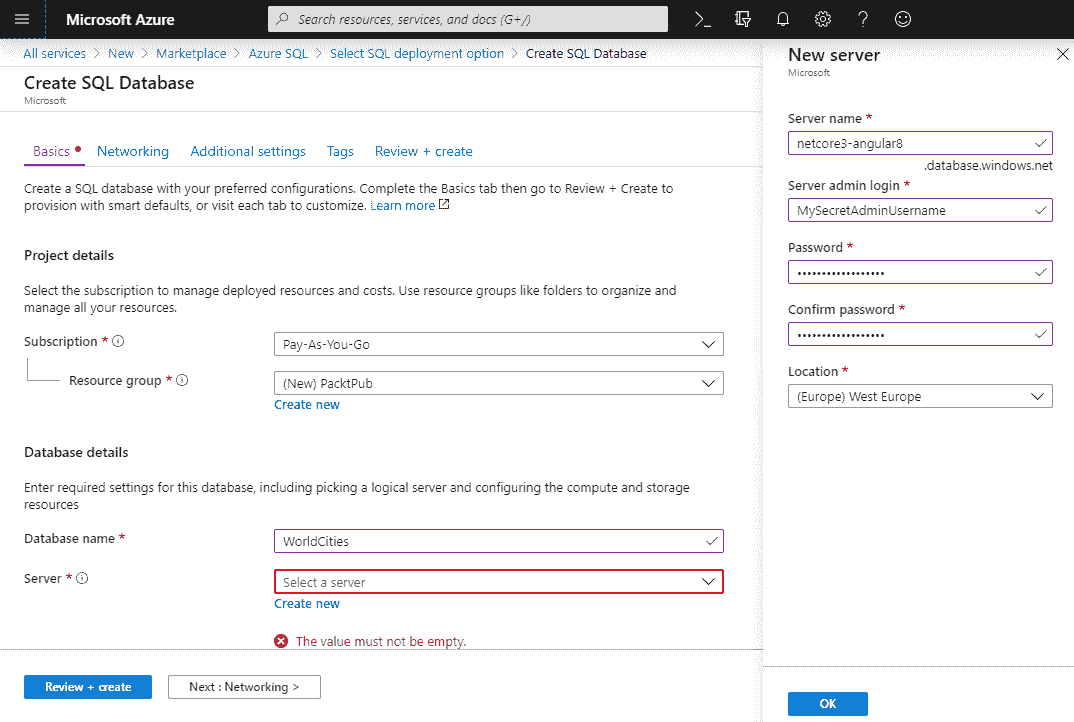 Microsoft Azure
Search resources, services, and docs (G+/)
All services > New > Marketplace > Azure SQL > Select SQL deployment option > Create SQL Database
Create SQL Database
Microsoft
Basics Networking Additional settings Tags Review + create
Create a SQL database with your preferred configurations. Complete the Basics tab then go to Review + Create to
provision with smart defaults, or visit each tab to customize. Learn more
Project details
Select the subscription to manage deployed resources and costs. Use resource groups like folders to organize and
manage all your resources.
Subscription * Pay-As-You-Go
Resource group * (New) PacktPub
Create new
Database details
Enter required settings for this database, including picking a logical server and configuring the compute and storage
resources
Database name * WorldCities
Server * Select a server
Create new
The value must not be empty.
Review + create Next : Networking >
New server
Microsoft
Server name *
netcore3-angular8
.database.windows.net
Server admin login *
MySecretAdminUsername
Password *
••••••••••••••••••
Confirm password *
••••••••••••••••••
Location *
(Europe) West Europe
OK